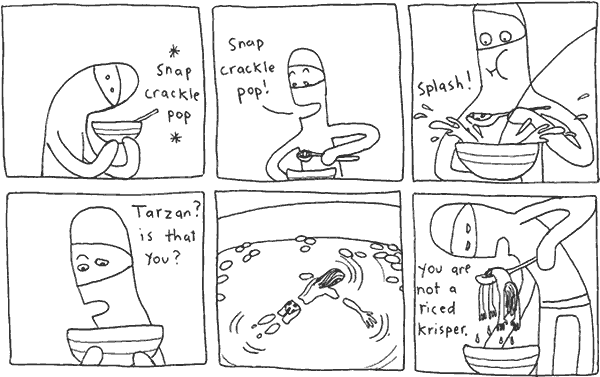 * 
Snap
crackle
pop
*
Snap
crackle
pop!
Splash!
Tarzan?
is that
you?
you are
not a
riced
krisper.